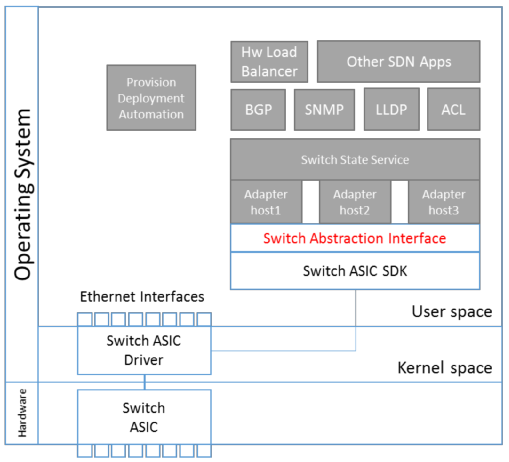 Operating System
Hw Load
Balancer
Other SDN Apps
Provision
Deployment
Automation
BGP
SNMP
LLDP
ACL
Switch State Service
Adapter
host1
Adapter
host2
Adapter
host3
Switch Abstraction Interface
Switch ASIC SDK
Ethernet Interfaces
User space
Switch ASIC
Driver
Kernel space
Hardware
Switch
ASIC